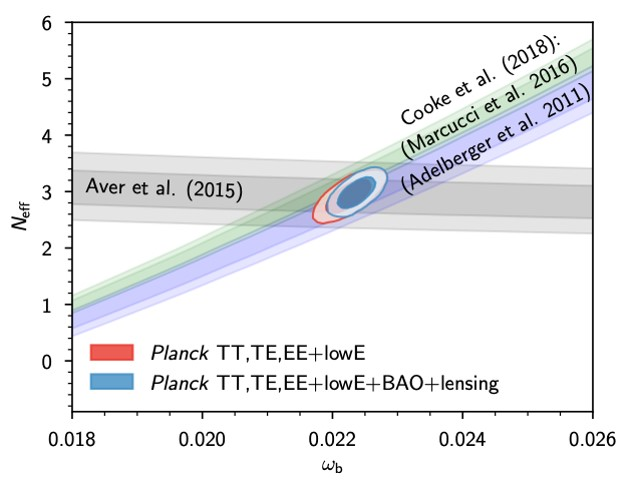 6
5
4
3
2
1
0
N_eff
Cooke et al. (2018):
(Marcucci et al. 2016)
(Adelberger et al. 2011)
Aver et al. (2015)
Planck TT,TE,EE+lowE
Planck TT,TE,EE+lowE+BAO+lensing
0.018 0.020 0.022 0.024 0.026
ω_b